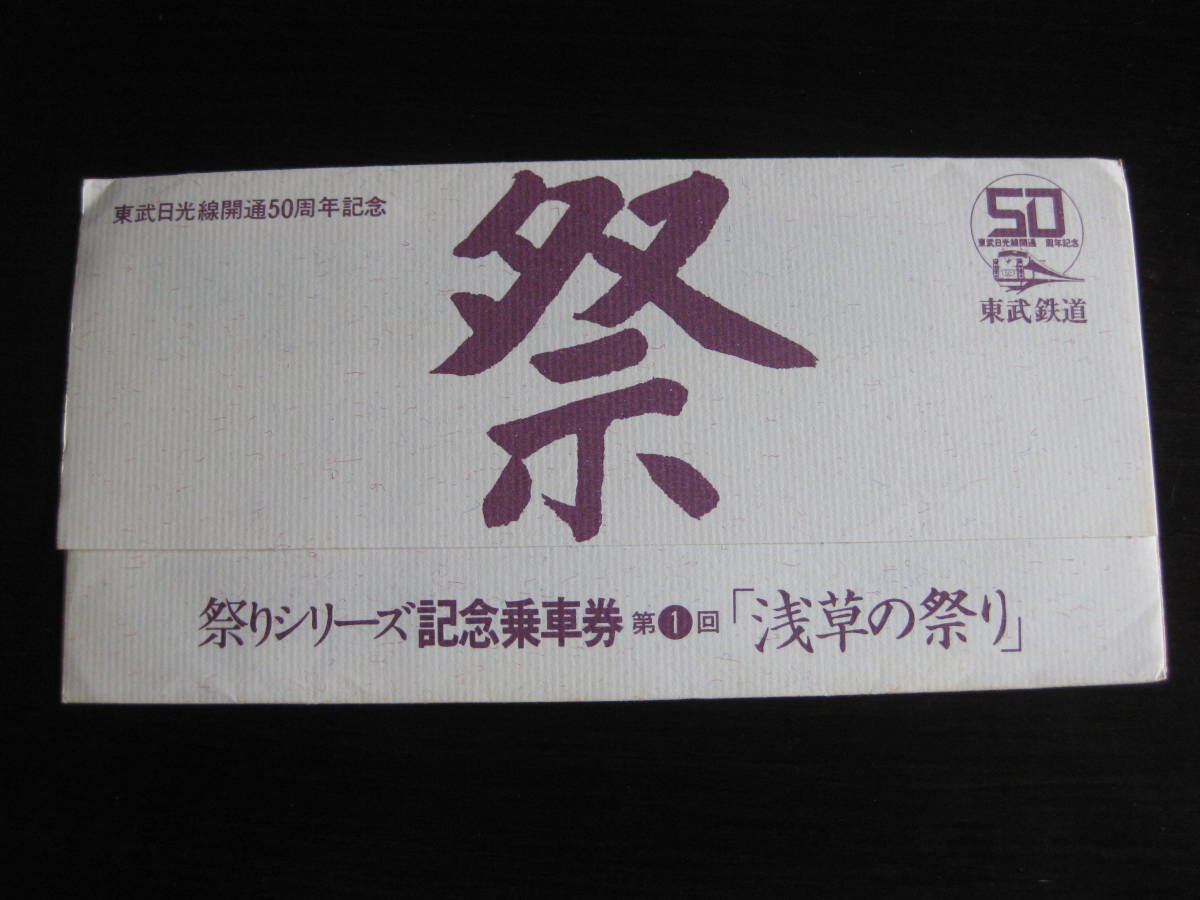 東武日光線開通50周年記念
祭
50
東武日光線開通 周年記念
東武鉄道
祭りシリーズ記念乗車券第❶回「浅草の祭り」